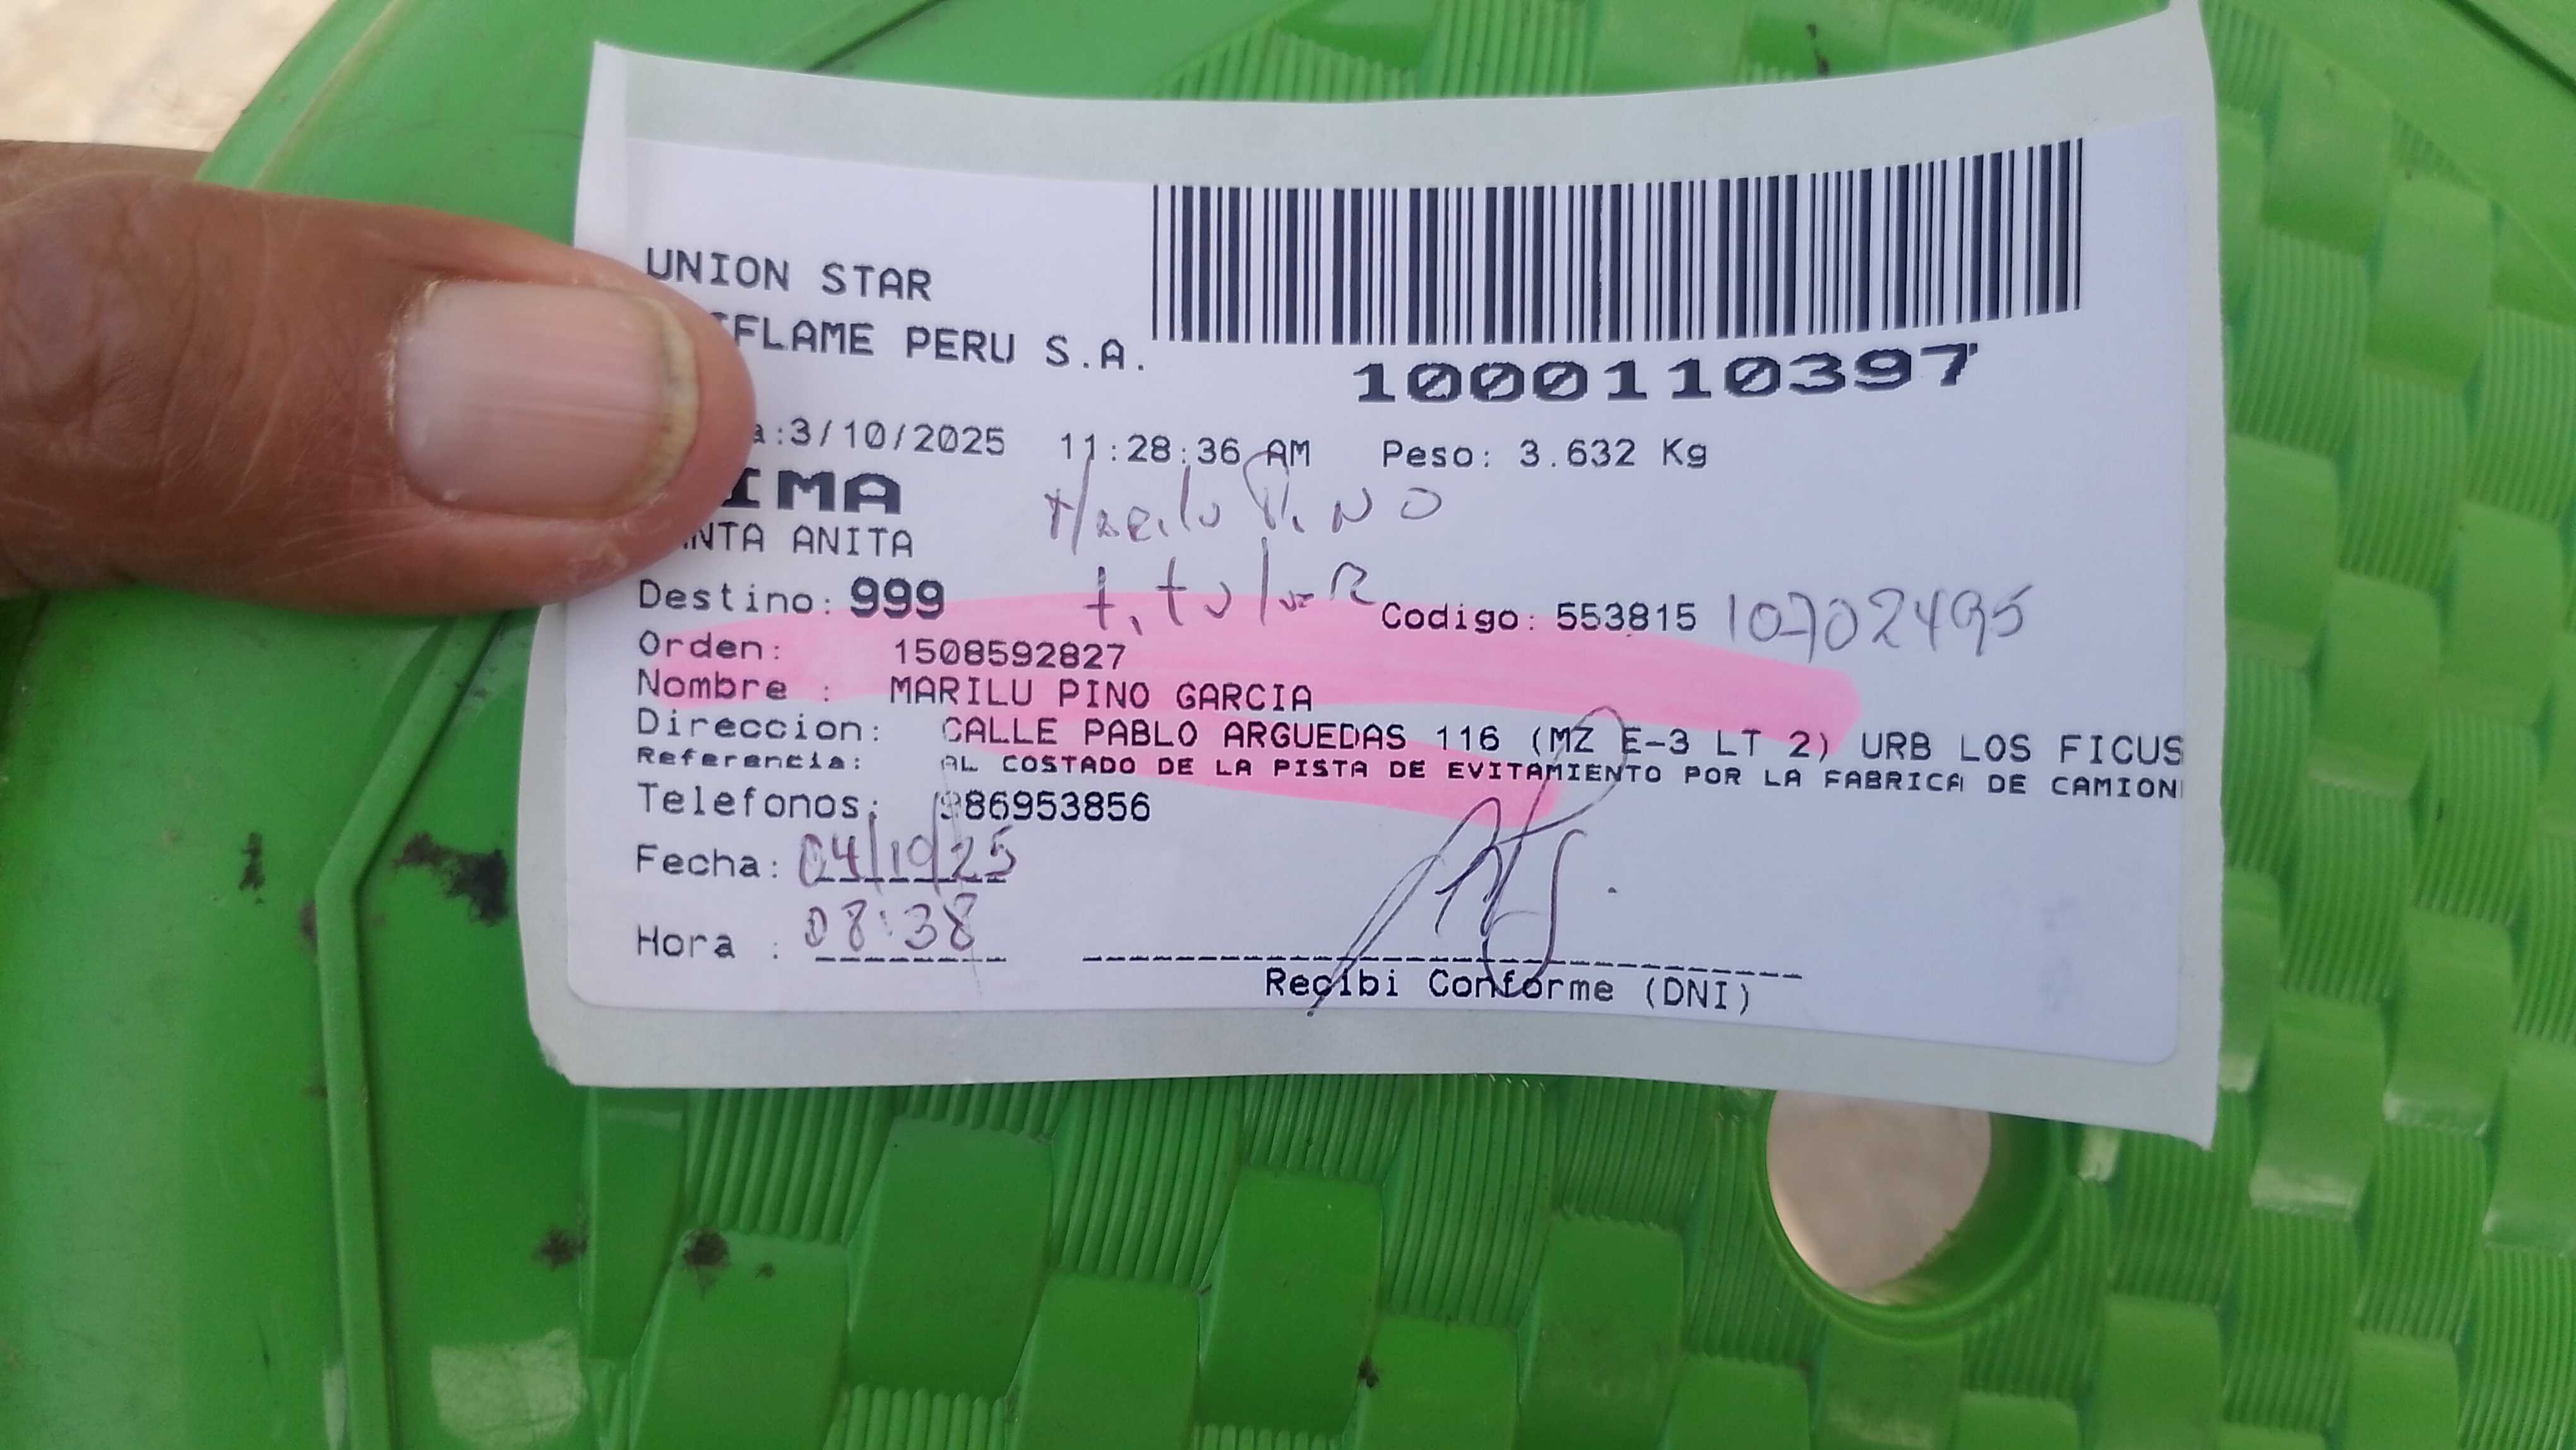 UNION STAR
FLAME PERU S.A.
1000110397
a:3/10/2025 11:28:36 AM Peso: 3.632 Kg
IMA
NTA ANITA
Marilu Pino
titular
Destino: 999
Codigo: 553815 10702495
Orden: 1508592827
Nombre : MARILU PINO GARCIA
Direccion: CALLE PABLO ARGUEDAS 116 (MZ E-3 LT 2) URB LOS FICUS
Referencia: AL COSTADO DE LA PISTA DE EVITAMIENTO POR LA FABRICA DE CAMION
Telefonos: 986953856
Fecha: 04/10/25
Hora : 08:38
Recibi Conforme (DNI)